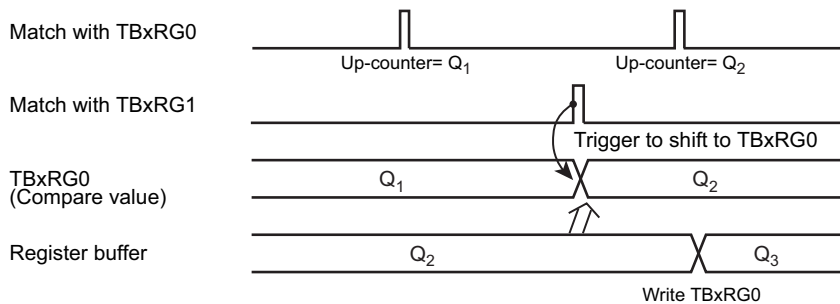 Match with TBxRG0
Up-counter= Q1
Up-counter= Q2
Match with TBxRG1
Trigger to shift to TBxRG0
TBxRG0
(Compare value)
Q1
Q2
Register buffer
Q2
Q3
Write TBxRG0